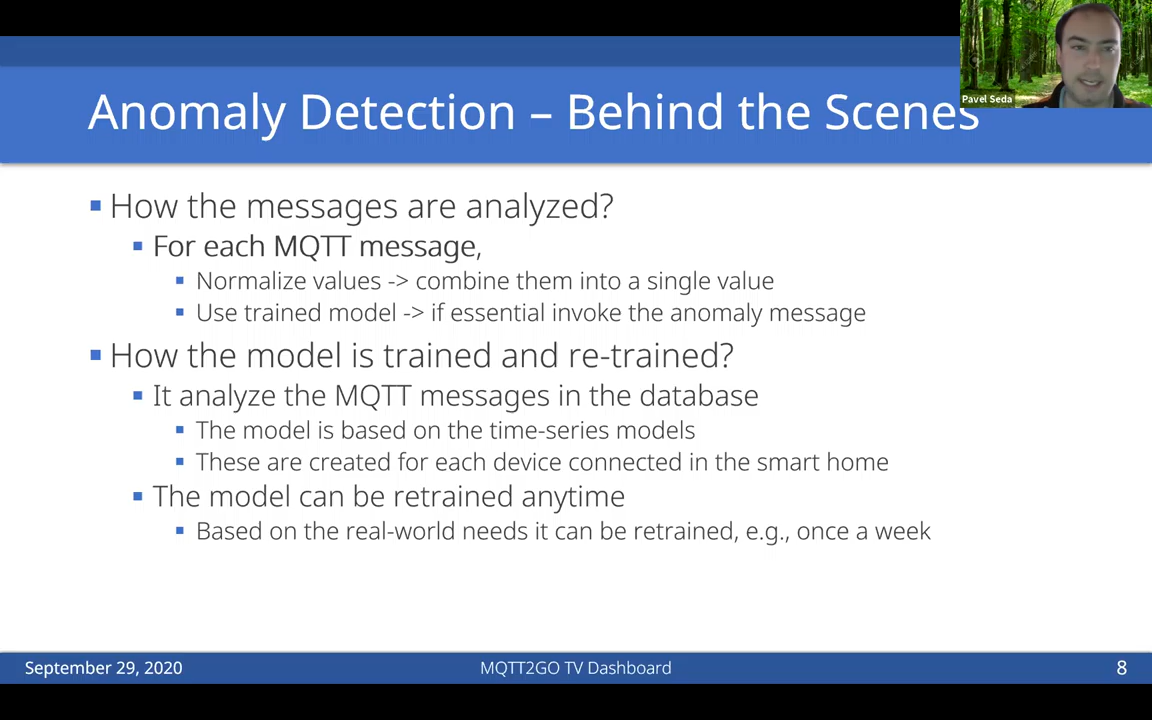 Pavel Seda
Anomaly Detection – Behind the Scenes
How the messages are analyzed?
For each MQTT message,
Normalize values -> combine them into a single value
Use trained model -> if essential invoke the anomaly message
How the model is trained and re-trained?
It analyze the MQTT messages in the database
The model is based on the time-series models
These are created for each device connected in the smart home
The model can be retrained anytime
Based on the real-world needs it can be retrained, e.g., once a week
September 29, 2020
MQTT2GO TV Dashboard
8